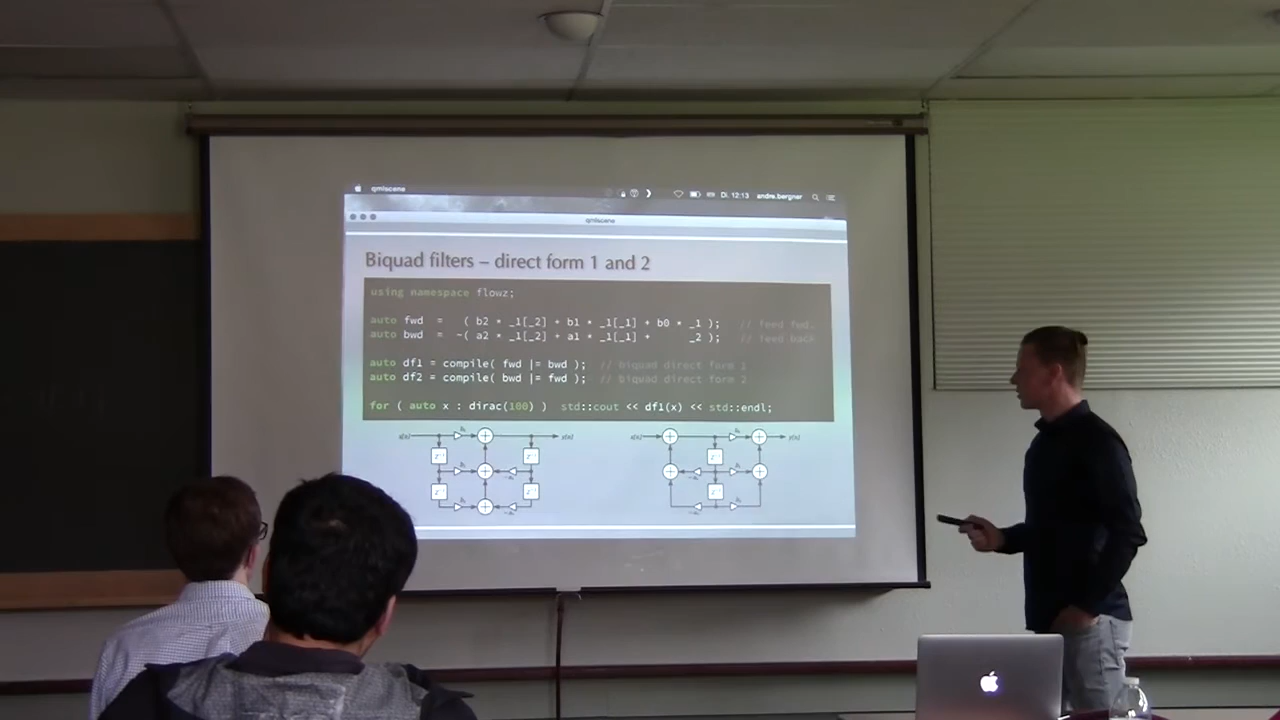 qmlscene
Di. 12:13 andre.bergner
qmlscene
Biquad filters – direct form 1 and 2
using namespace flowz;
auto fwd = ( b2 * _1[_2] + b1 * _1[_1] + b0 * _1 ); // feed fwd.
auto bwd = -( a2 * _1[_2] + a1 * _1[_1] + _2 ); // feed back
auto df1 = compile( fwd |= bwd ); // biquad direct form 1
auto df2 = compile( bwd |= fwd ); // biquad direct form 2
for ( auto x : dirac(100) ) std::cout << df1(x) << std::endl;